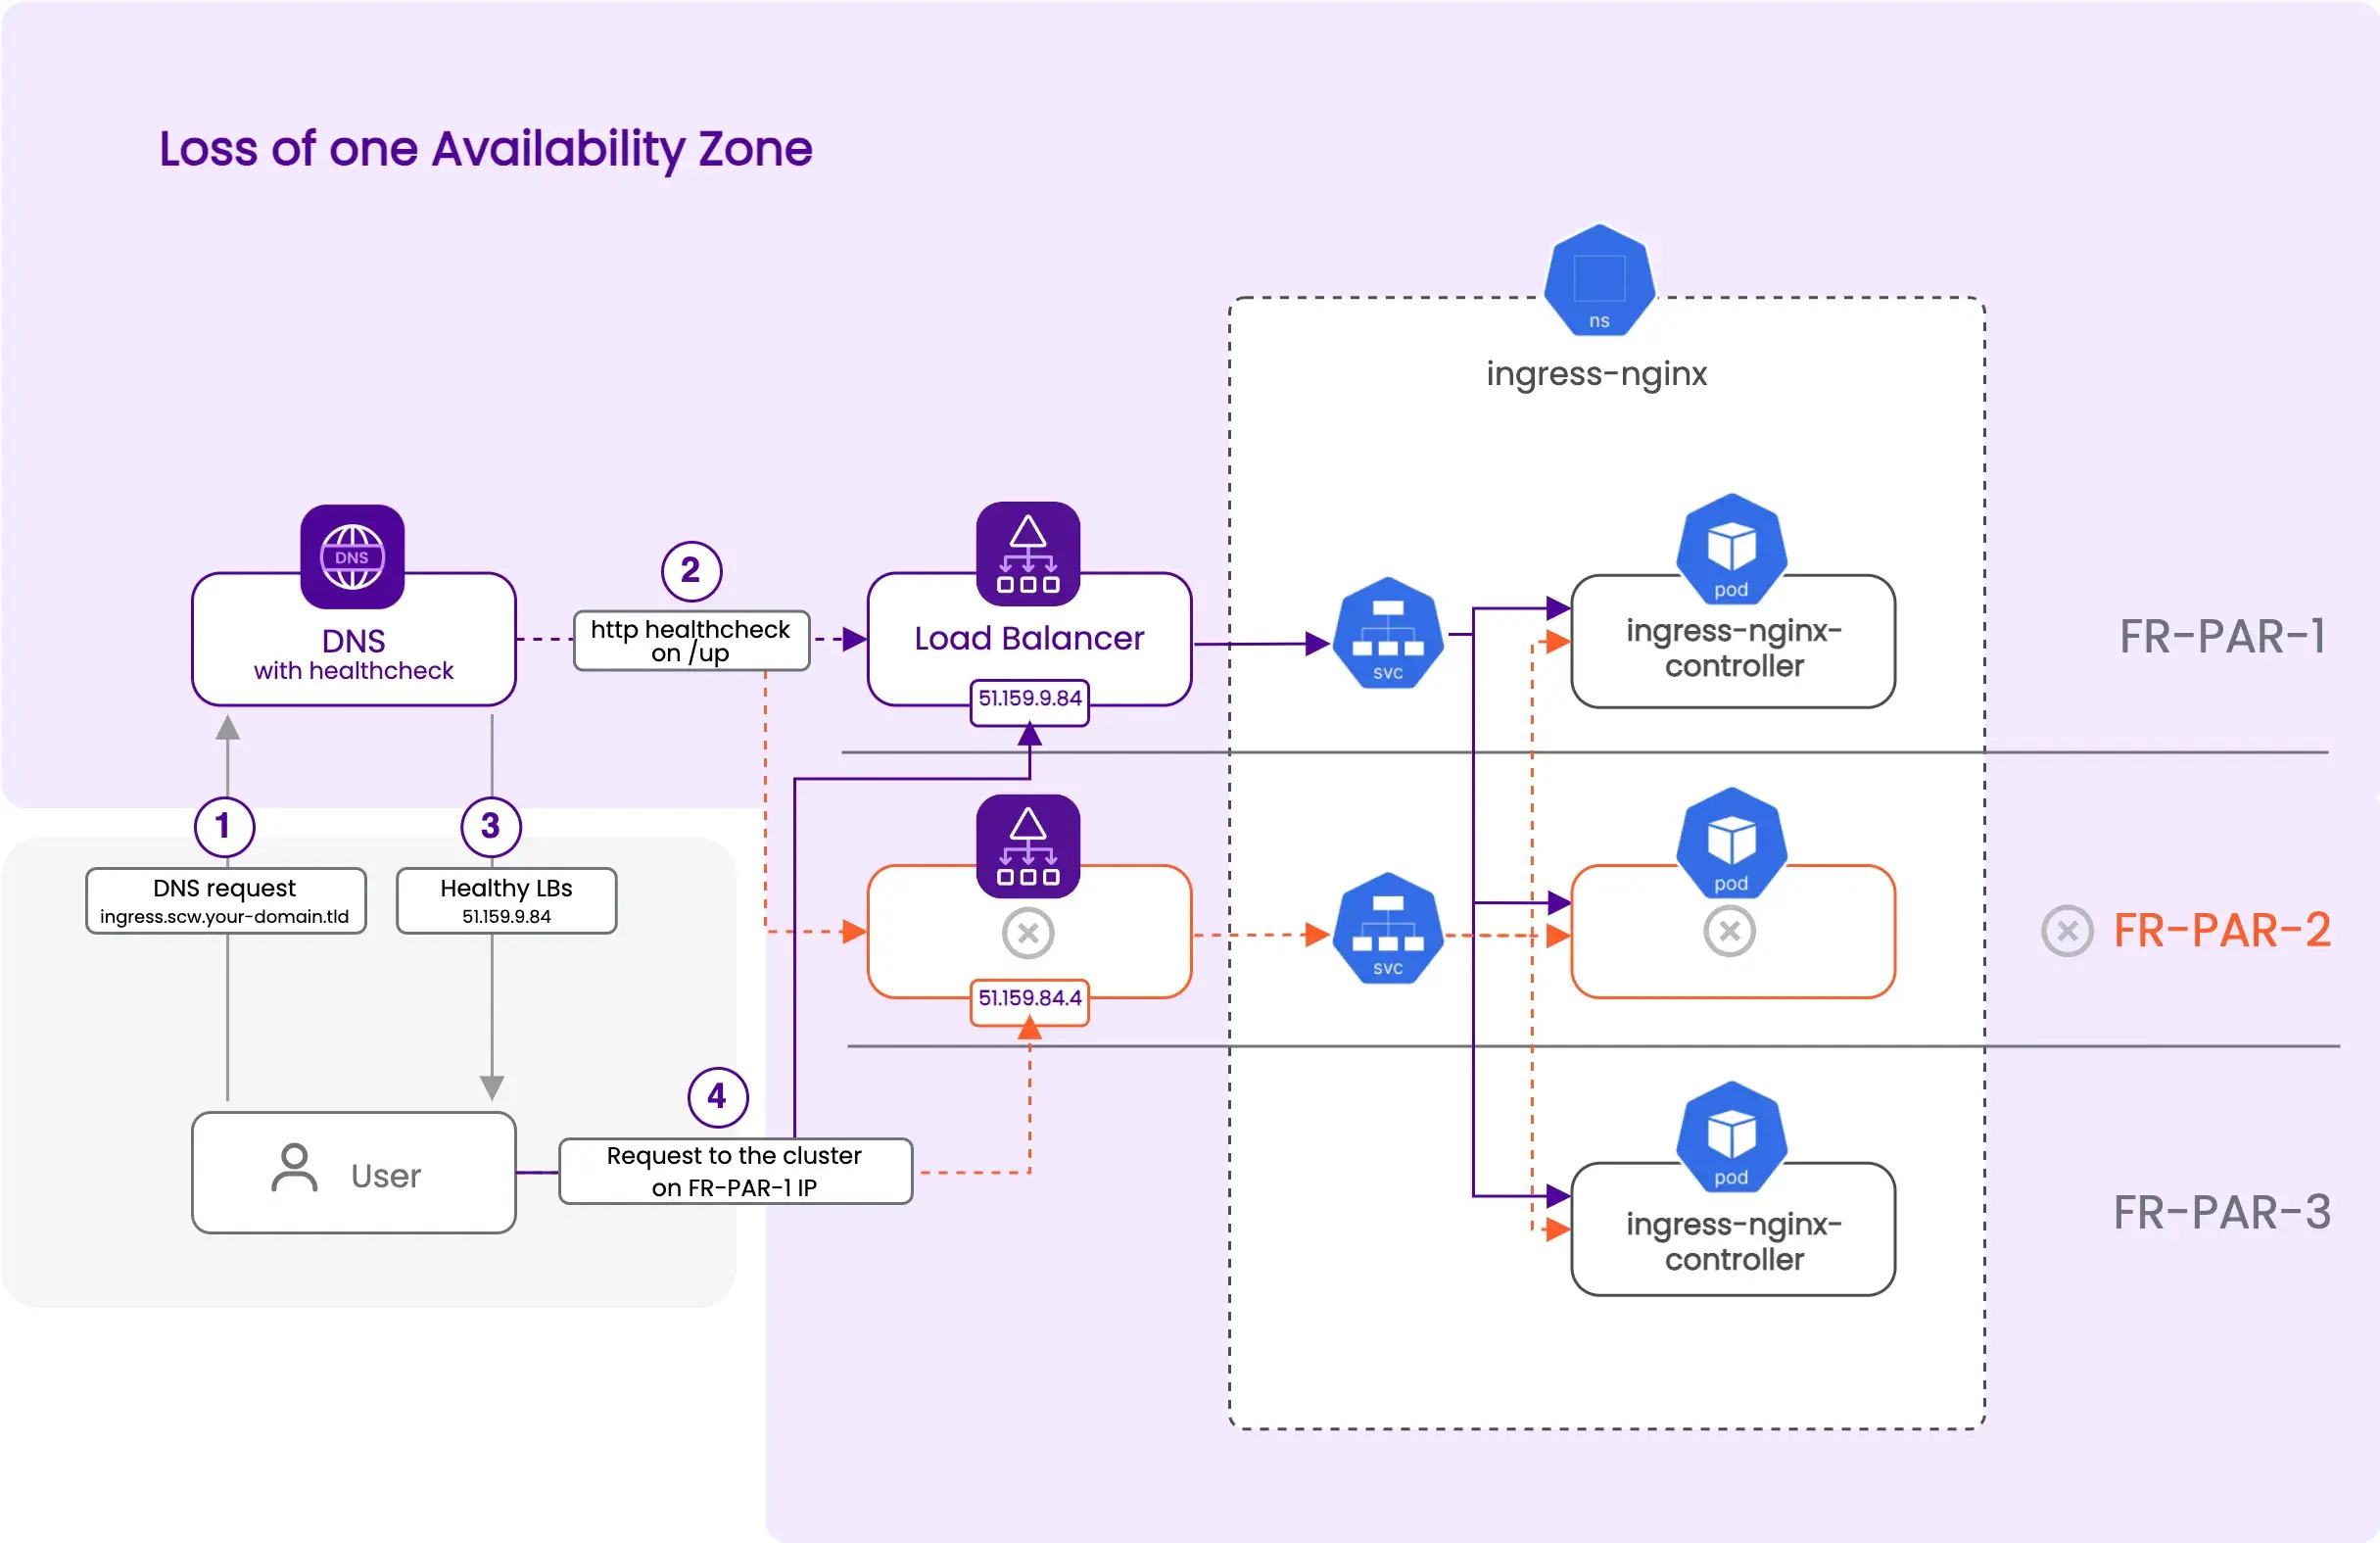 Loss of one Availability Zone
ns
ingress-nginx
DNS
DNS
with healthcheck
2
http healthcheck
on /up
Load Balancer
51.159.9.84
svc
pod
ingress-nginx-
controller
FR-PAR-1
1
DNS request
ingress.scw.your-domain.tld
3
Healthy LBs
51.159.9.84
51.159.84.4
svc
pod
FR-PAR-2
User
4
Request to the cluster
on FR-PAR-1 IP
pod
ingress-nginx-
controller
FR-PAR-3